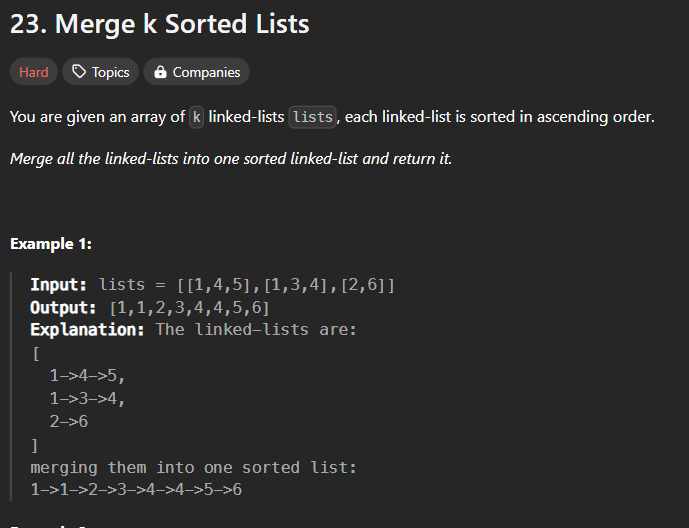 23. Merge k Sorted Lists
Hard Topics Companies
You are given an array of k linked-lists lists, each linked-list is sorted in ascending order.
Merge all the linked-lists into one sorted linked-list and return it.
Example 1:
Input: lists = [[1,4,5],[1,3,4],[2,6]]
Output: [1,1,2,3,4,4,5,6]
Explanation: The linked-lists are:
[
1->4->5,
1->3->4,
2->6
]
merging them into one sorted list:
1->1->2->3->4->4->5->6